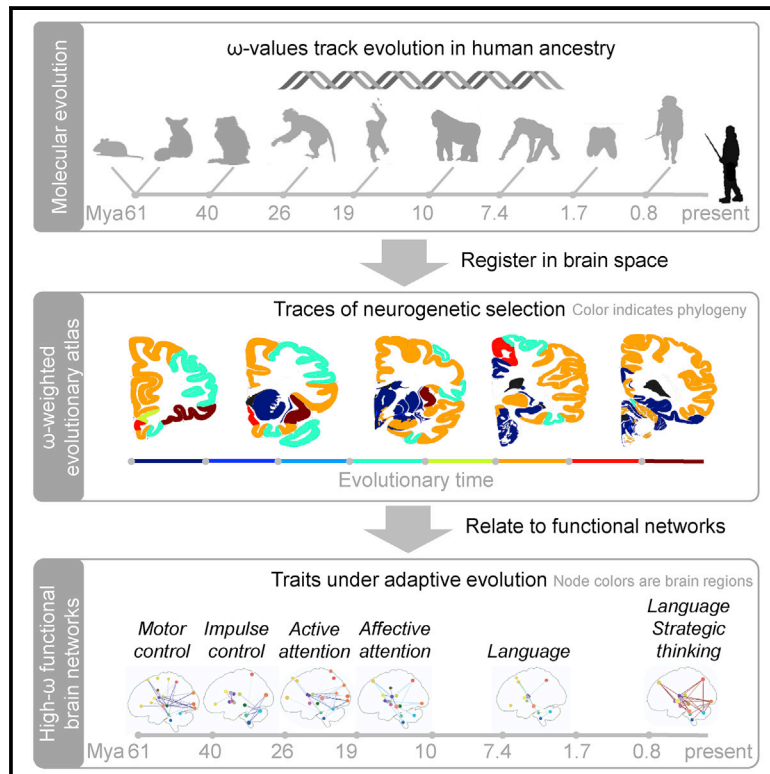 Molecular evolution
ω-values track evolution in human ancestry
Mya 61 40 26 19 10 7.4 1.7 0.8 present
Register in brain space
ω-weighted
evolutionary atlas
Traces of neurogenetic selection Color indicates phylogeny
Evolutionary time
Relate to functional networks
High-ω functional
brain networks
Traits under adaptive evolution Node colors are brain regions
Motor
control
Impulse
control
Active
attention
Affective
attention
Language
Language
Strategic
thinking
Mya 61 40 26 19 10 7.4 1.7 0.8 present